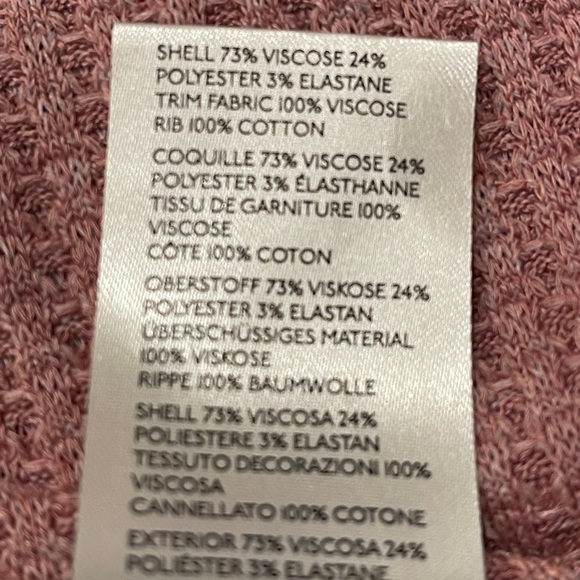 SHELL 73% VISCOSE 24%
POLYESTER 3% ELASTANE
TRIM FABRIC 100% VISCOSE
RIB 100% COTTON
COQUILLE 73% VISCOSE 24%
POLYESTER 3% ÉLASTHANNE
TISSU DE GARNITURE 100%
VISCOSE
CÔTE 100% COTON
OBERSTOFF 73% VISKOSE 24%
POLYESTER 3% ELASTAN
ÜBERSCHÜSSIGES MATERIAL
100% VISKOSE
RIPPE 100% BAUMWOLLE
SHELL 73% VISCOSA 24%
POLIESTERE 3% ELASTAN
TESSUTO DECORAZIONI 100%
VISCOSA
CANNELLATO 100% COTONE
EXTERIOR 73% VISCOSA 24%
POLIÉSTER 3% ELASTANE